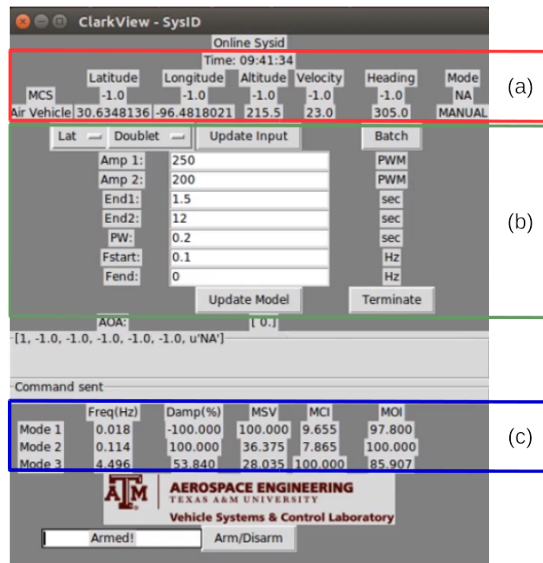 ClarkView - SysID
Online Sysid
Time: 09:41:34
Latitude Longitude Altitude Velocity Heading Mode
MCS -1.0 -1.0 -1.0 -1.0 -1.0 NA
Air Vehicle 30.6348136 -96.4818021 215.5 23.0 305.0 MANUAL
(a)
Lat Doublet Update Input Batch
Amp 1: 250 PWM
Amp 2: 200 PWM
End1: 1.5 sec
End2: 12 sec
PW: 0.2 sec
Fstart: 0.1 Hz
Fend: 0 Hz
(b)
Update Model Terminate
AOA: [ 0.]
[1, -1.0, -1.0, -1.0, -1.0, -1.0, u'NA']
Command sent
Freq(Hz) Damp(%) MSV MCI MOI
Mode 1 0.018 -100.000 100.000 9.655 97.800
Mode 2 0.114 100.000 36.375 7.865 100.000
Mode 3 4.496 53.840 28.035 100.000 85.907
(c)
ATM AEROSPACE ENGINEERING
TEXAS A&M UNIVERSITY
Vehicle Systems & Control Laboratory
Armed! Arm/Disarm